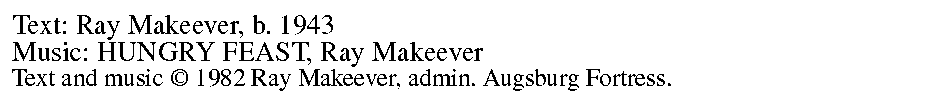 Text: Ray Makeever, b. 1943
Music: HUNGRY FEAST, Ray Makeever
Text and music © 1982 Ray Makeever, admin. Augsburg Fortress.